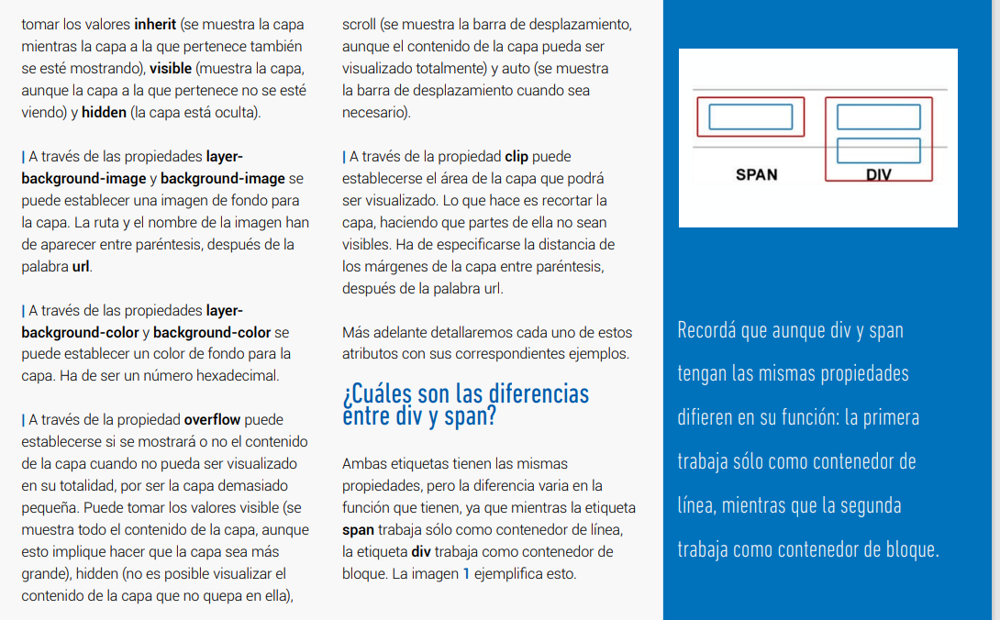 tomar los valores inherit (se muestra la capa
mientras la capa a la que pertenece también
se esté mostrando), visible (muestra la capa,
aunque la capa a la que pertenece no se esté
viendo) y hidden (la capa está oculta).
| A través de las propiedades layer-
background-image y background-image se
puede establecer una imagen de fondo para
la capa. La ruta y el nombre de la imagen han
de aparecer entre paréntesis, después de la
palabra url.
| A través de las propiedades layer-
background-color y background-color se
puede establecer un color de fondo para la
capa. Ha de ser un número hexadecimal.
| A través de la propiedad overflow puede
establecerse si se mostrará o no el contenido
de la capa cuando no pueda ser visualizado
en su totalidad, por ser la capa demasiado
pequeña. Puede tomar los valores visible (se
muestra todo el contenido de la capa, aunque
esto implique hacer que la capa sea más
grande), hidden (no es posible visualizar el
contenido de la capa que no quepa en ella),
scroll (se muestra la barra de desplazamiento,
aunque el contenido de la capa pueda ser
visualizado totalmente) y auto (se muestra
la barra de desplazamiento cuando sea
necesario).
| A través de la propiedad clip puede
establecerse el área de la capa que podrá
ser visualizado. Lo que hace es recortar la
capa, haciendo que partes de ella no sean
visibles. Ha de especificarse la distancia de
los márgenes de la capa entre paréntesis,
después de la palabra url.
Más adelante detallaremos cada uno de estos
atributos con sus correspondientes ejemplos.
¿Cuáles son las diferencias
entre div y span?
Ambas etiquetas tienen las mismas
propiedades, pero la diferencia varia en la
función que tienen, ya que mientras la etiqueta
span trabaja sólo como contenedor de línea,
la etiqueta div trabaja como contenedor de
bloque. La imagen 1 ejemplifica esto.
SPAN DIV
Recordá que aunque div y span
tengan las mismas propiedades
difieren en su función: la primera
trabaja sólo como contenedor de
línea, mientras que la segunda
trabaja como contenedor de bloque.